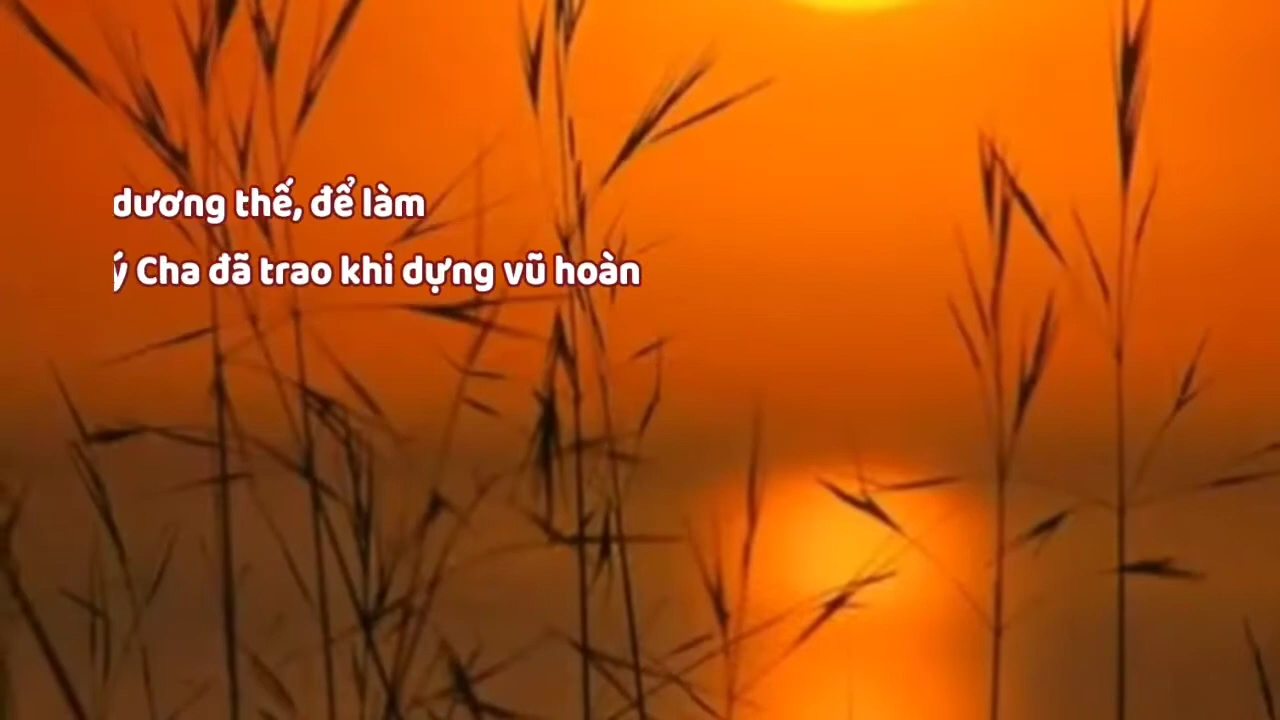 dương thế, để làm
ý Cha đã trao khi dựng vũ hoàn